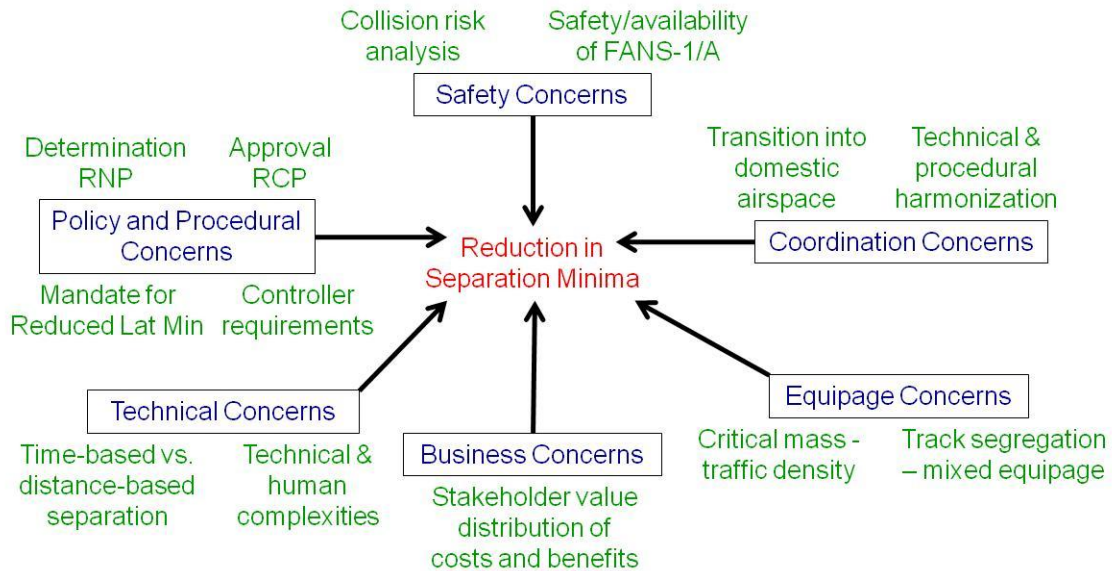 Collision risk
analysis
Safety/availability
of FANS-1/A
Safety Concerns
Determination
RNP
Approval
RCP
Policy and Procedural
Concerns
Mandate for
Reduced Lat Min
Controller
requirements
Transition into
domestic
airspace
Technical &
procedural
harmonization
Coordination Concerns
Reduction in
Separation Minima
Technical Concerns
Time-based vs.
distance-based
separation
Technical &
human
complexities
Business Concerns
Stakeholder value
distribution of
costs and benefits
Equipage Concerns
Critical mass -
traffic density
Track segregation
– mixed equipage